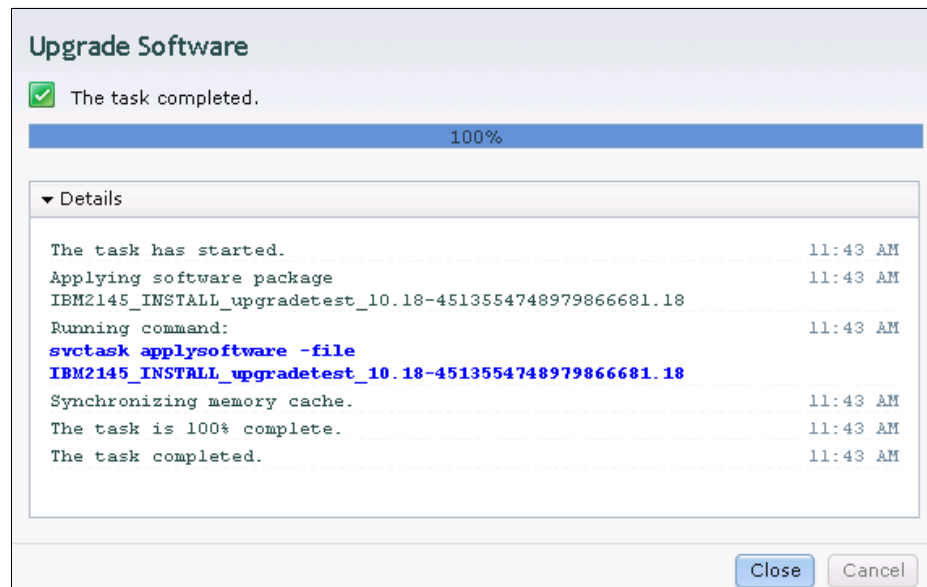 Upgrade Software
The task completed.
100%
Details
The task has started. 11:43 AM
Applying software package 11:43 AM
IBM2145_INSTALL_upgradetest_10.18-4513554748979866681.18
Running command: 11:43 AM
svctask applysoftware -file
IBM2145_INSTALL_upgradetest_10.18-4513554748979866681.18
Synchronizing memory cache. 11:43 AM
The task is 100% complete. 11:43 AM
The task completed. 11:43 AM
Close Cancel